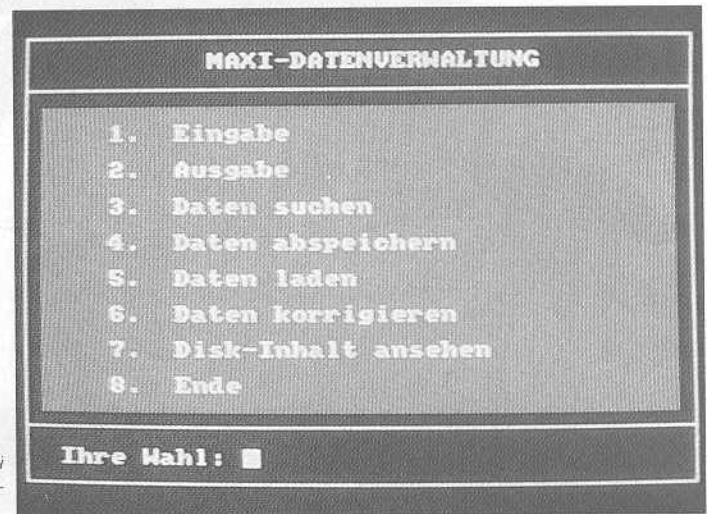 MAXI-DATENVERWALTUNG
1. Eingabe
2. Ausgabe
3. Daten suchen
4. Daten abspeichern
5. Daten laden
6. Daten korrigieren
7. Disk-Inhalt ansehen
8. Ende
Ihre Wahl: